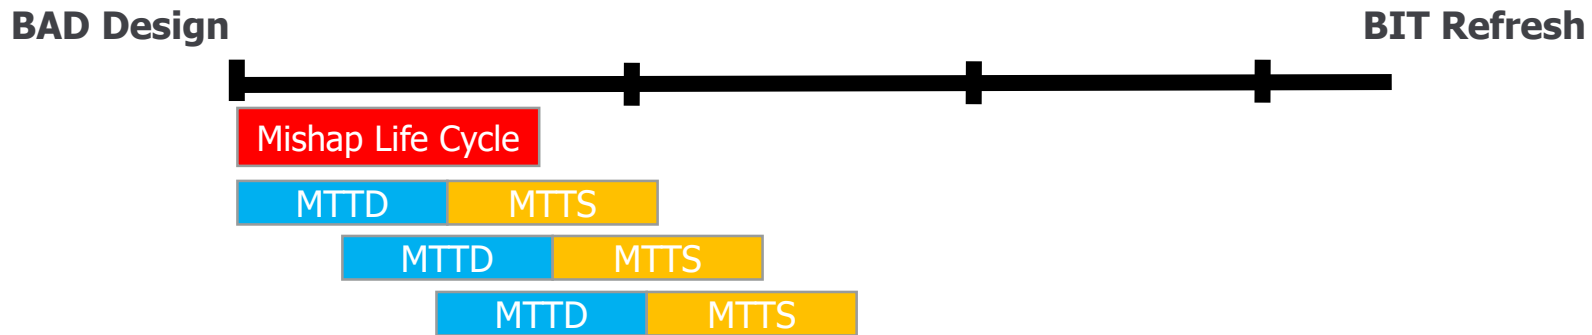 BAD Design
BIT Refresh
Mishap Life Cycle
MTTD MTTS
MTTD MTTS
MTTD MTTS